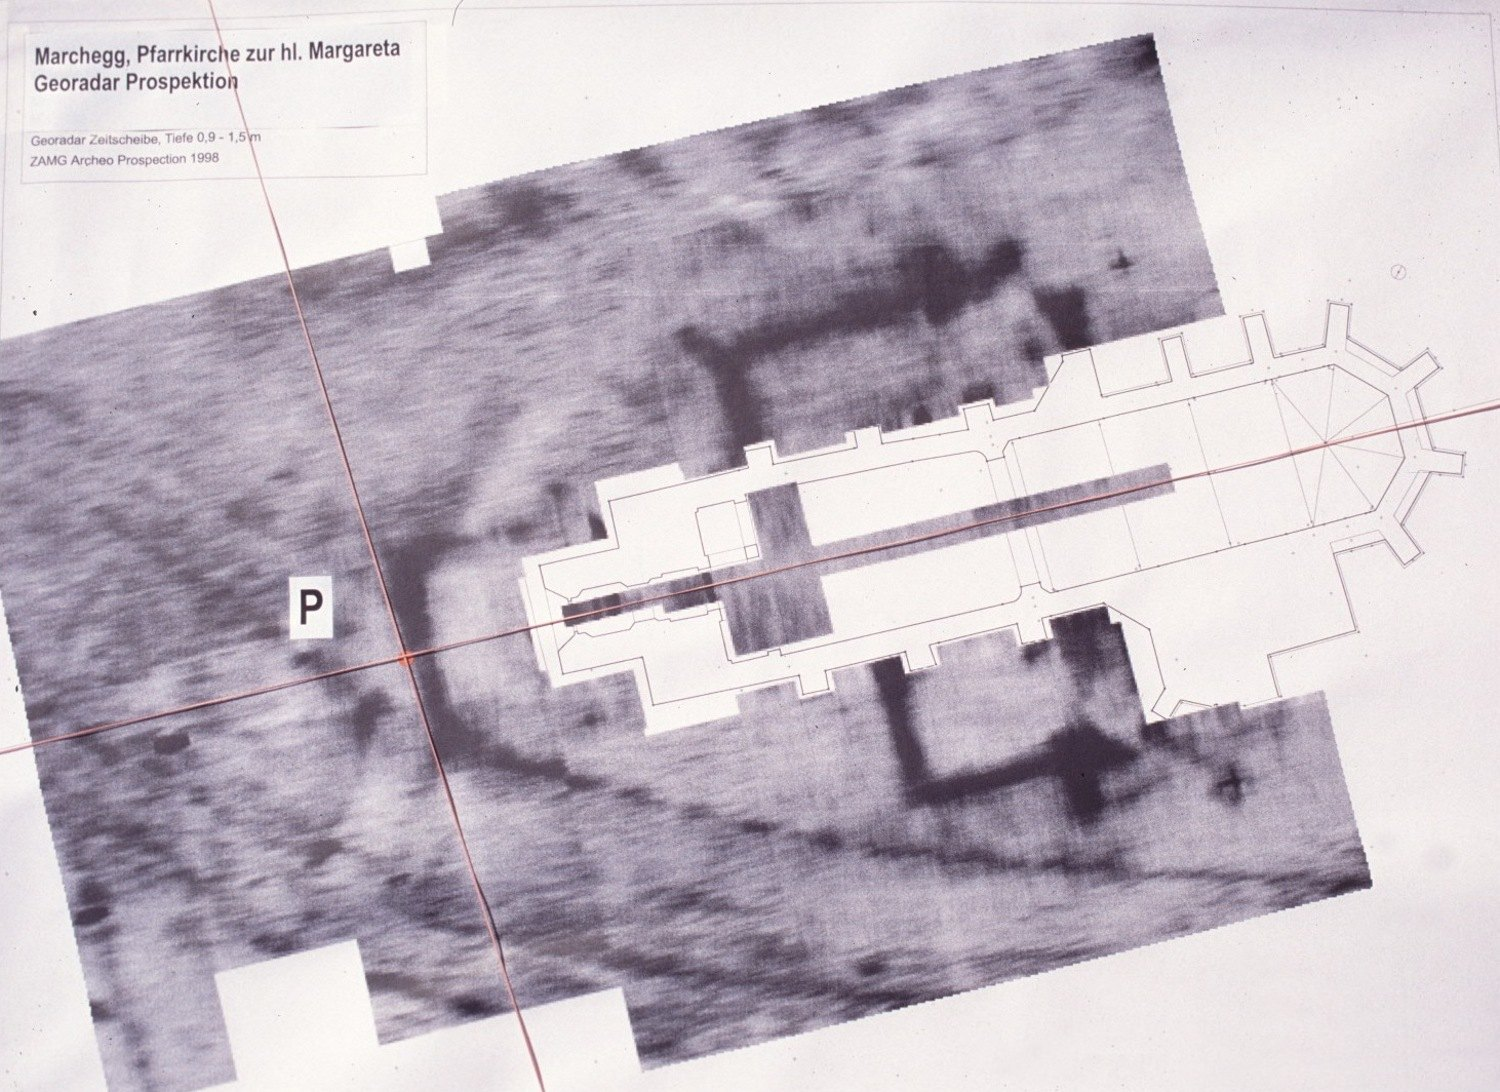 Marchegg, Pfarrkirche zur hl. Margareta
Georadar Prospektion
Georadar Zeitscheibe, Tiefe 0,9 - 1,5 m
ZAMG Archeo Prospection 1998
P